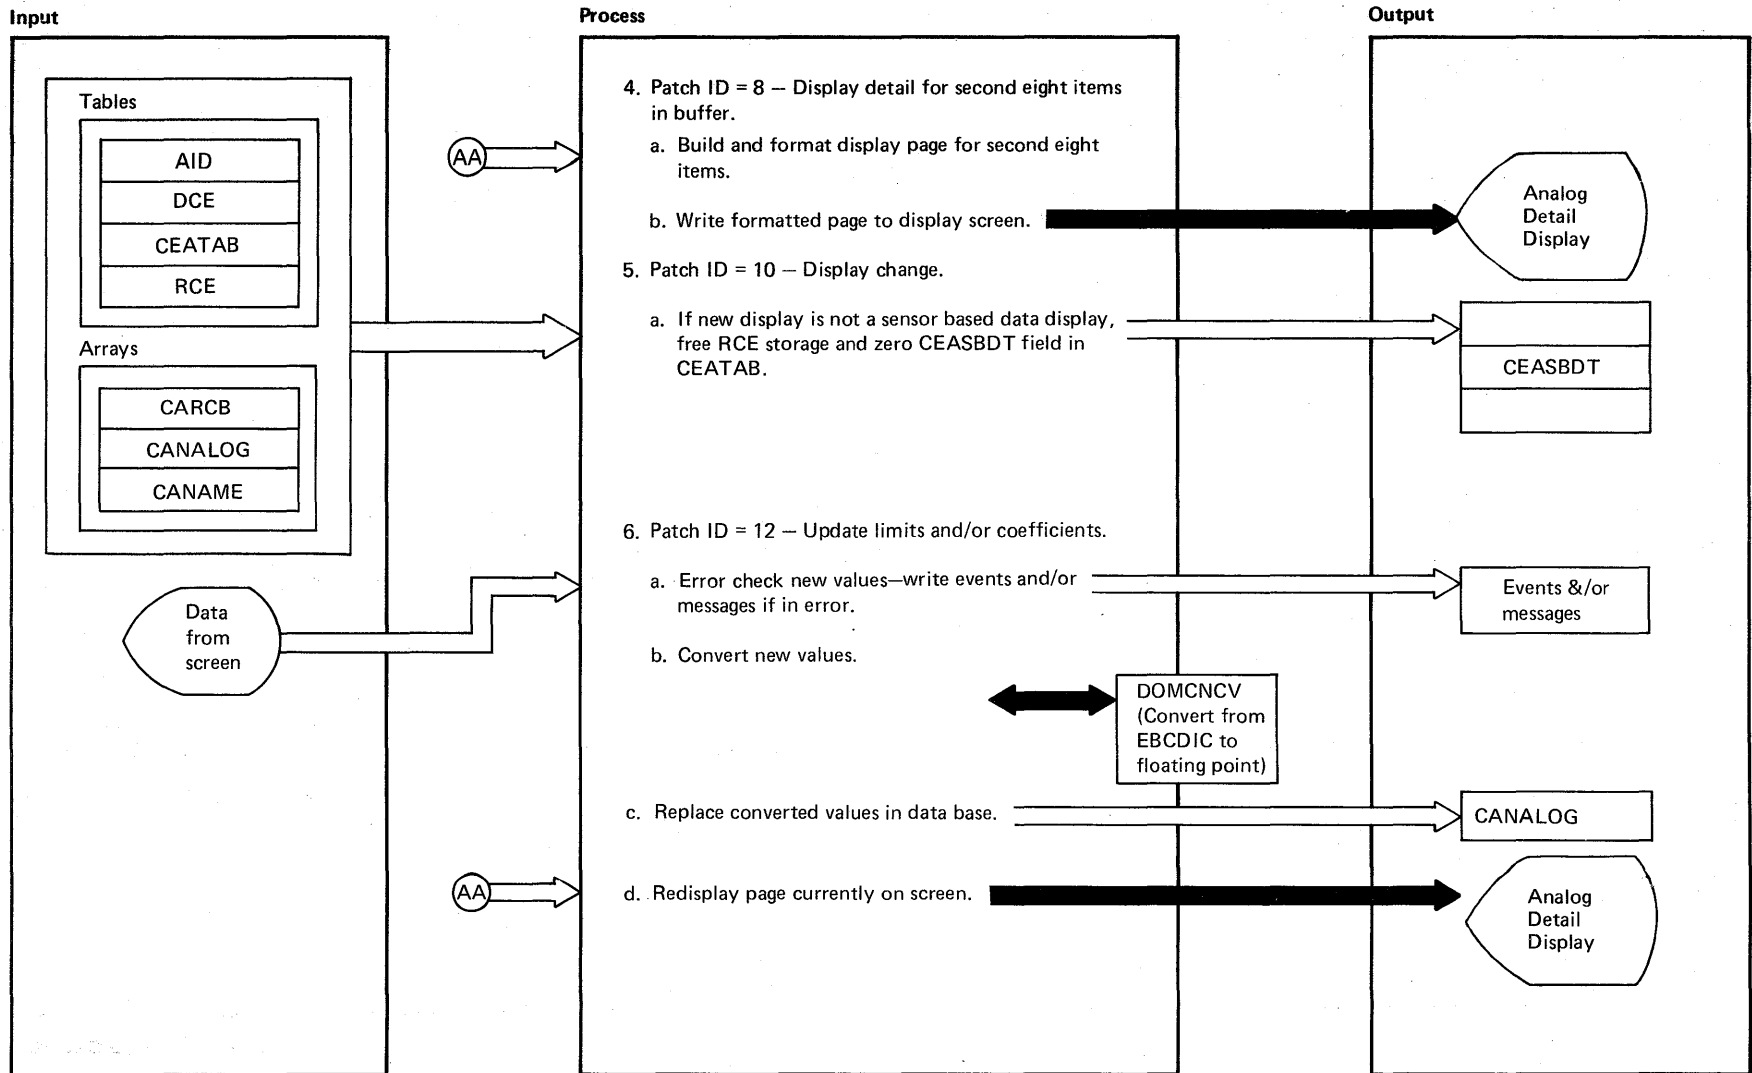 Input
Process
Output
Tables
AID
DCE
CEATAB
RCE
Arrays
CARCB
CANALOG
CANAME
Data
from
screen
AA
4. Patch ID = 8 — Display detail for second eight items
in buffer.
a. Build and format display page for second eight
items.
b. Write formatted page to display screen.
5. Patch ID = 10 — Display change.
a. If new display is not a sensor based data display,
free RCE storage and zero CEASBDT field in
CEATAB.
6. Patch ID = 12 — Update limits and/or coefficients.
a. Error check new values—write events and/or
messages if in error.
b. Convert new values.
DOMCNCV
(Convert from
EBCDIC to
floating point)
c. Replace converted values in data base.
AA
d. Redisplay page currently on screen.
Analog
Detail
Display
CEASBDT
Events &/or
messages
CANALOG
Analog
Detail
Display